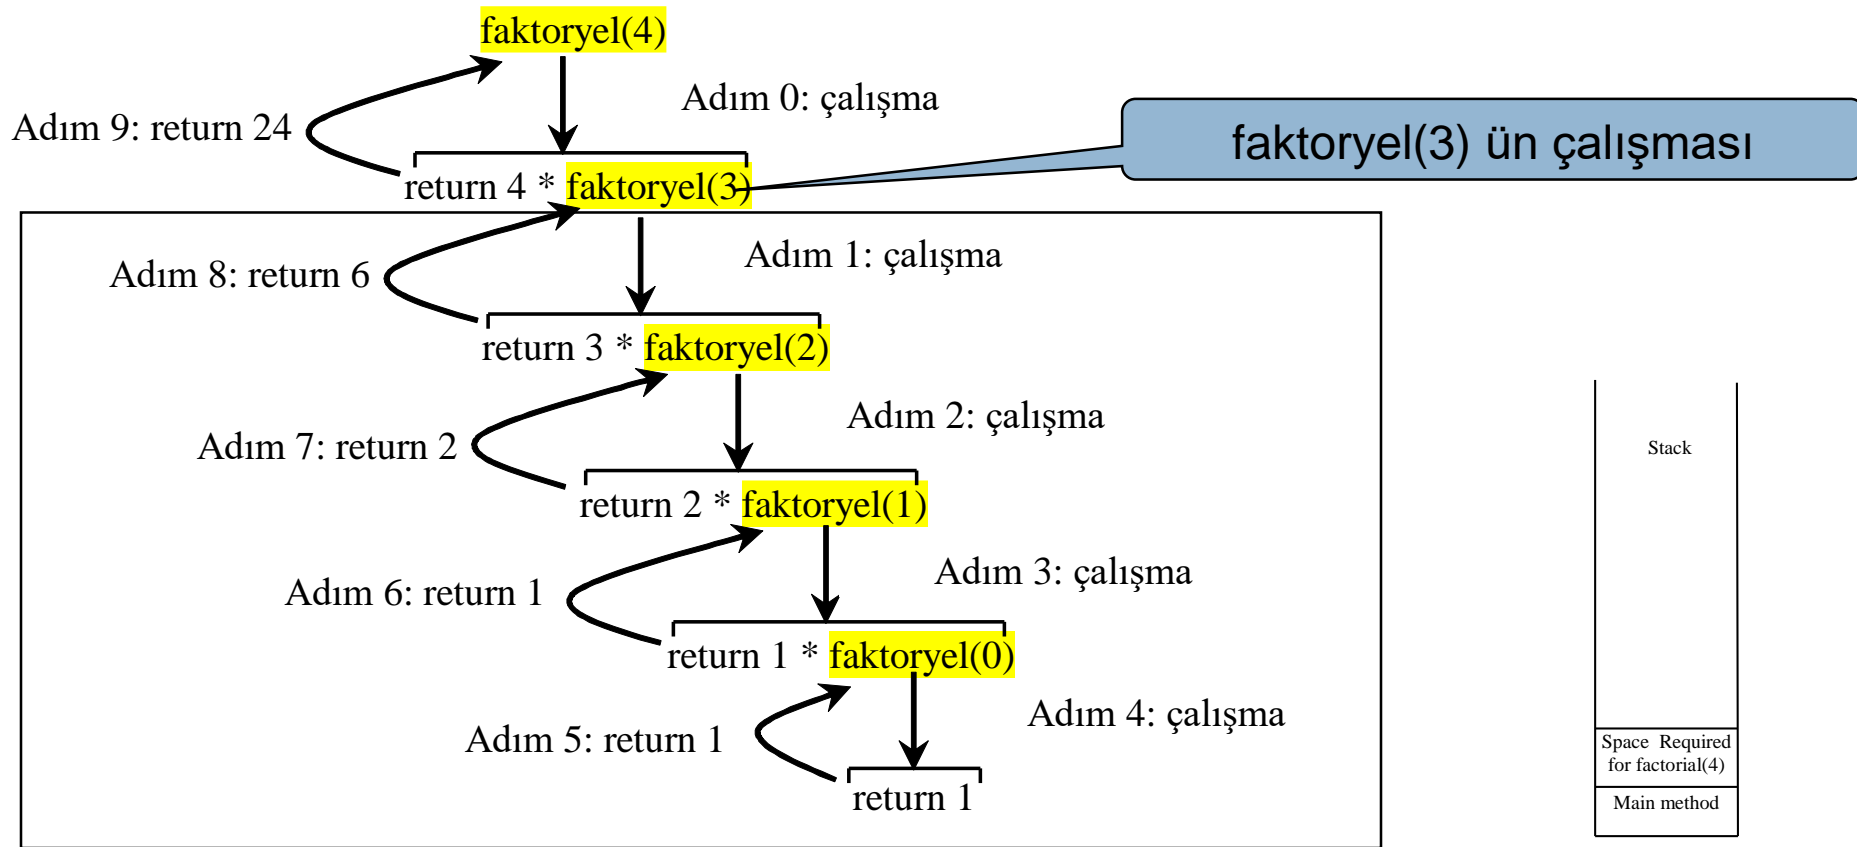 faktoryel(4)
Adım 0: çalışma
Adım 9: return 24
faktoryel(3) ün çalışması
return 4 * faktoryel(3)
Adım 1: çalışma
Adım 8: return 6
return 3 * faktoryel(2)
Adım 2: çalışma
Adım 7: return 2
return 2 * faktoryel(1)
Adım 3: çalışma
Adım 6: return 1
return 1 * faktoryel(0)
Adım 4: çalışma
Adım 5: return 1
return 1
Stack
Space Required
for factorial(4)
Main method